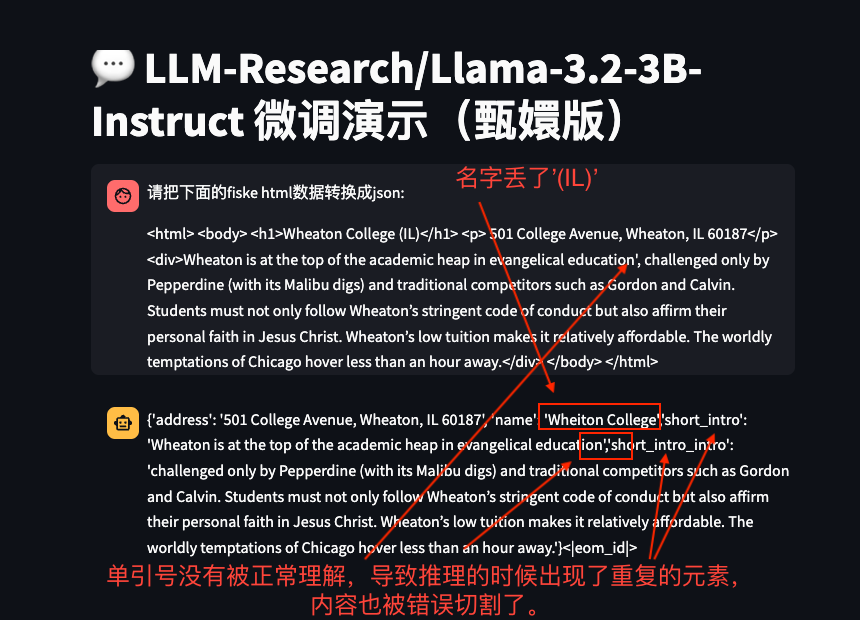 LLM-Research/Llama-3.2-3B-
Instruct 微调演示（甄嬛版）
名字丢了’(IL)’
请把下面的fiske html数据转换成json:
<html> <body> <h1>Wheaton College (IL)</h1> <p> 501 College Avenue, Wheaton, IL 60187</p>
<div>Wheaton is at the top of the academic heap in evangelical education', challenged only by
Pepperdine (with its Malibu digs) and traditional competitors such as Gordon and Calvin.
Students must not only follow Wheaton’s stringent code of conduct but also affirm their
personal faith in Jesus Christ. Wheaton’s low tuition makes it relatively affordable. The worldly
temptations of Chicago hover less than an hour away.</div> </body> </html>
{'address': '501 College Avenue, Wheaton, IL 60187', 'name': 'Wheiton College','short_intro':
'Wheaton is at the top of the academic heap in evangelical education','short_intro_intro':
'challenged only by Pepperdine (with its Malibu digs) and traditional competitors such as Gordon
and Calvin. Students must not only follow Wheaton’s stringent code of conduct but also affirm
their personal faith in Jesus Christ. Wheaton’s low tuition makes it relatively affordable. The
worldly temptations of Chicago hover less than an hour away.'}<|eom_id|>
单引号没有被正常理解，导致推理的时候出现了重复的元素，
内容也被错误切割了。